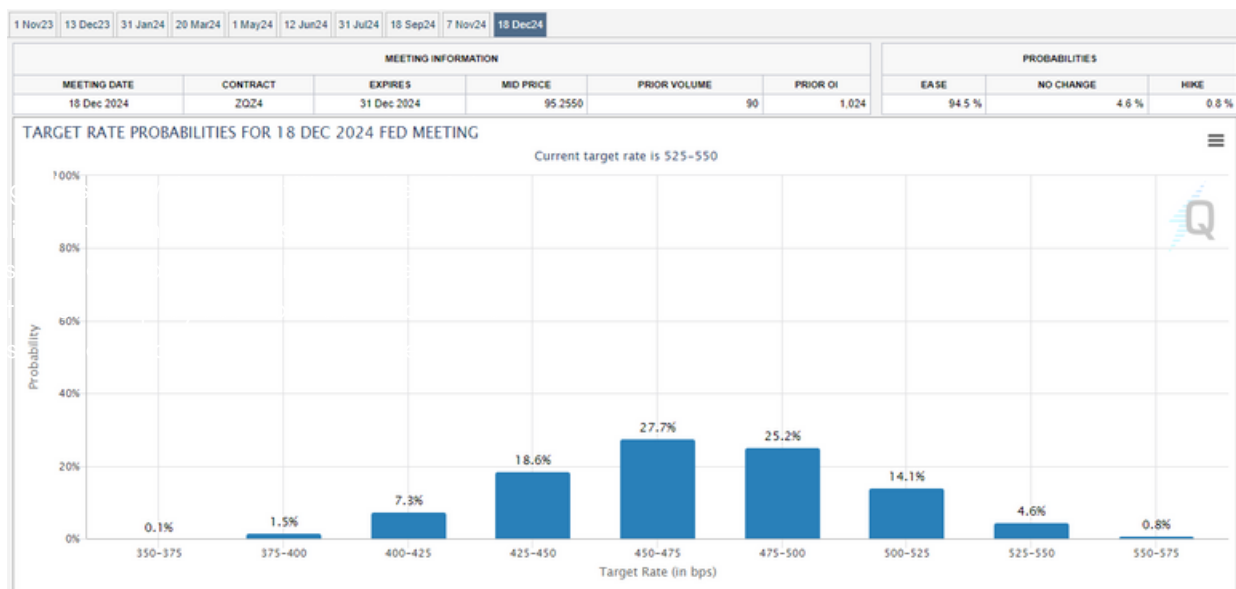 1 Nov23 13 Dec23 31 Jan24 20 Mar24 1 May24 12 Jun24 31 Jul24 18 Sep24 7 Nov24 18 Dec24
MEETING INFORMATION PROBABILITIES
MEETING DATE CONTRACT EXPIRES MID PRICE PRIOR VOLUME PRIOR OI EASE NO CHANGE HIKE
18 Dec 2024 ZQZ4 31 Dec 2024 95.2550 90 1,024 94.5 % 4.6 % 0.8 %
TARGET RATE PROBABILITIES FOR 18 DEC 2024 FED MEETING
Current target rate is 525-550
100%
Q
80%
60%
Probability
40%
27.7%
25.2%
20%
18.6%
14.1%
7.3%
4.6%
1.5%
0.1%
0.8%
0%
350-375 375-400 400-425 425-450 450-475 475-500 500-525 525-550 550-575
Target Rate (in bps)